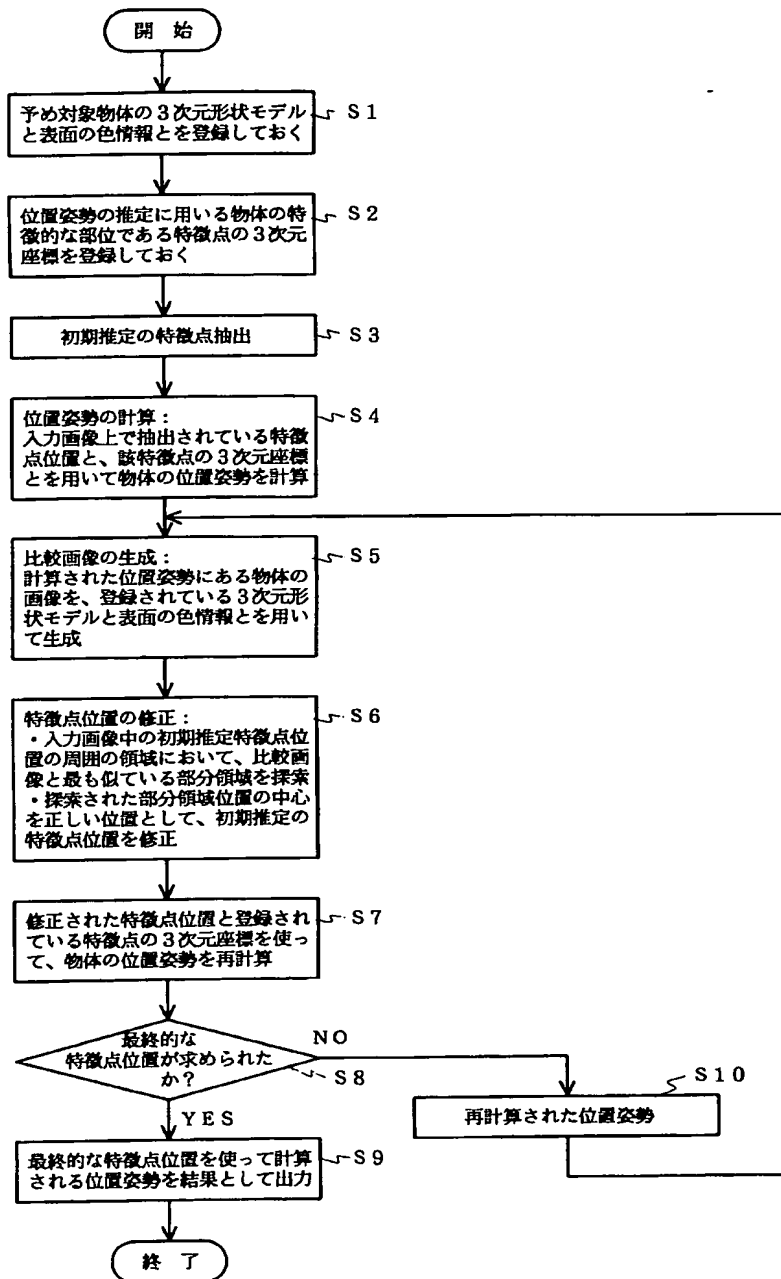 開 始
予め対象物体の3次元形状モデル
と表面の色情報とを登録しておく
S1
位置姿勢の推定に用いる物体の特
徴的な部位である特徴点の3次元
座標を登録しておく
S2
初期推定の特徴点抽出
S3
位置姿勢の計算:
入力画像上で抽出されている特徴
点位置と、該特徴点の3次元座標
とを用いて物体の位置姿勢を計算
S4
比較画像の生成:
計算された位置姿勢にある物体の
画像を、登録されている3次元形
状モデルと表面の色情報とを用い
て生成
S5
特徴点位置の修正:
・入力画像中の初期推定特徴点位
置の周囲の領域において、比較画
像と最も似ている部分領域を探索
・探索された部分領域位置の中心
を正しい位置として、初期推定の
特徴点位置を修正
S6
修正された特徴点位置と登録され
ている特徴点の3次元座標を使っ
て、物体の位置姿勢を再計算
S7
最終的な
特徴点位置が求められた
か?
NO
S8
YES
S10
再計算された位置姿勢
最終的な特徴点位置を使って計算
される位置姿勢を結果として出力
S9
終 了